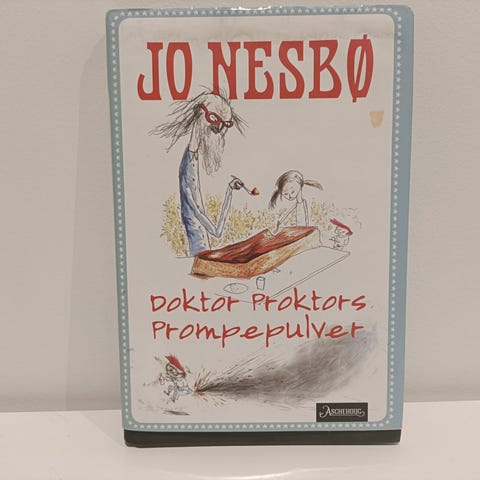 JO NESBØ
Doktor Proktors
Prompepulver
ASCHEHOUG